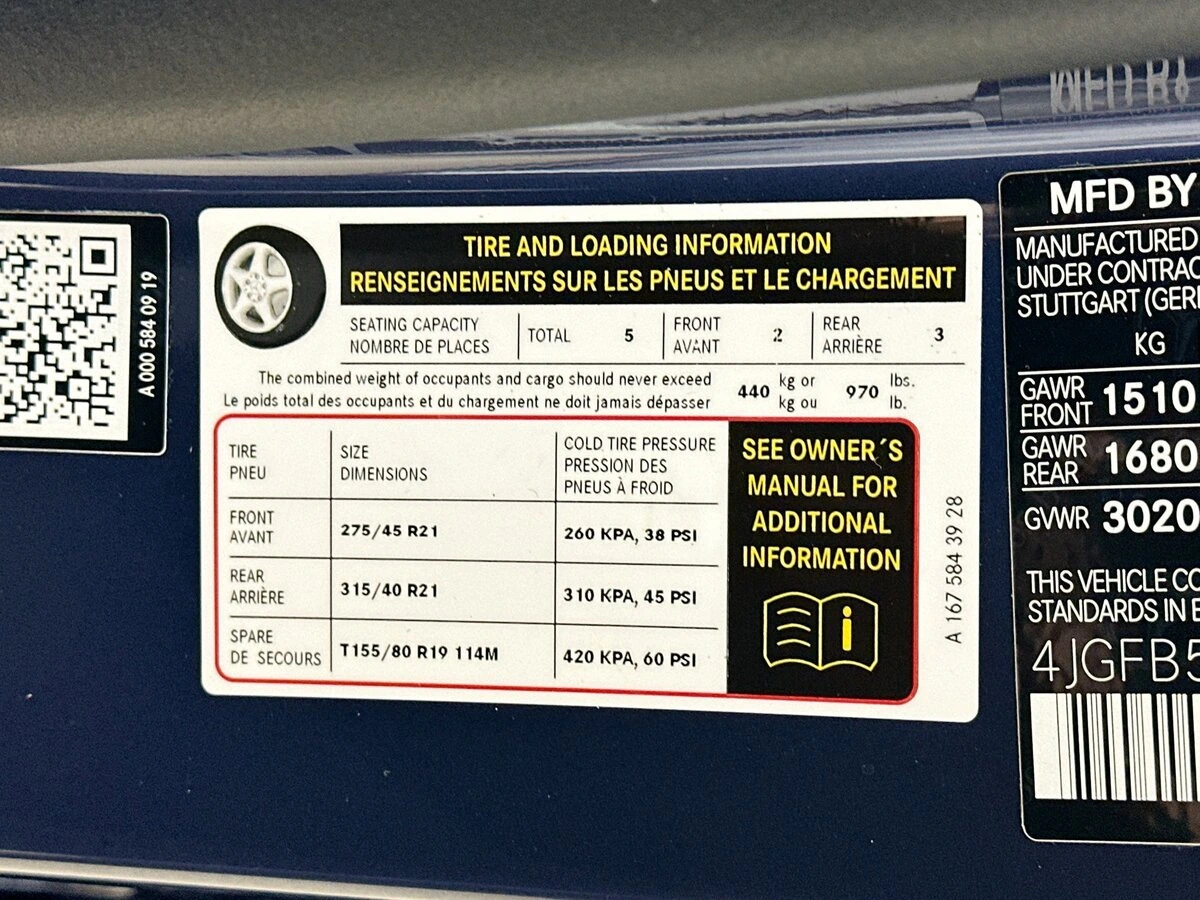 A 000 584 09 19
TIRE AND LOADING INFORMATION
RENSEIGNEMENTS SUR LES PNEUS ET LE CHARGEMENT
SEATING CAPACITY
NOMBRE DE PLACES
TOTAL 5
FRONT
AVANT
2
REAR
ARRIÈRE
3
The combined weight of occupants and cargo should never exceed
Le poids total des occupants et du chargement ne doit jamais dépasser
440 kg or
kg ou
970 lbs.
lb.
TIRE
PNEU
SIZE
DIMENSIONS
COLD TIRE PRESSURE
PRESSION DES
PNEUS À FROID
FRONT
AVANT
275/45 R21
260 KPA, 38 PSI
REAR
ARRIÈRE
315/40 R21
310 KPA, 45 PSI
SPARE
DE SECOURS
T155/80 R19 114M
420 KPA, 60 PSI
SEE OWNER´S
MANUAL FOR
ADDITIONAL
INFORMATION
A 167 584 39 28
MFD BY
MANUFACTURED
UNDER CONTRAC
STUTTGART (GER
KG
GAWR
FRONT 1510
GAWR
REAR 1680
GVWR 3020
THIS VEHICLE CO
STANDARDS IN E
4JGFB5